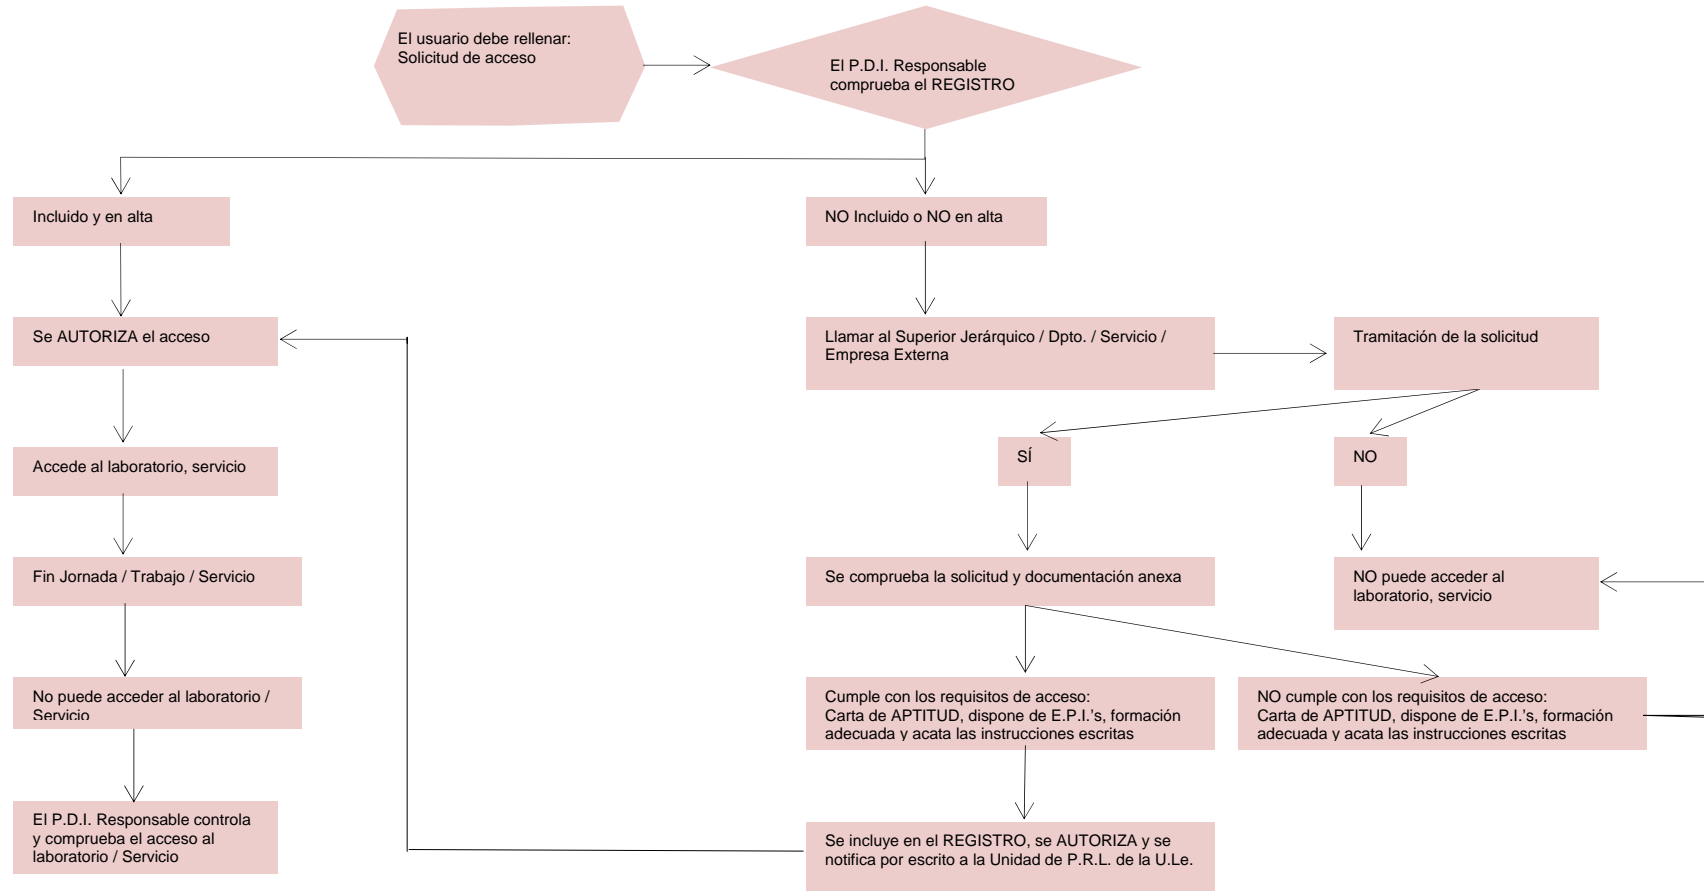 El usuario debe rellenar:
Solicitud de acceso
El P.D.I. Responsable
comprueba el REGISTRO
Incluido y en alta
NO Incluido o NO en alta
Se AUTORIZA el acceso
Llamar al Superior Jerárquico / Dpto. / Servicio /
Empresa Externa
Tramitación de la solicitud
Accede al laboratorio, servicio
SÍ
NO
Fin Jornada / Trabajo / Servicio
Se comprueba la solicitud y documentación anexa
NO puede acceder al
laboratorio, servicio
No puede acceder al laboratorio /
Servicio
Cumple con los requisitos de acceso:
Carta de APTITUD, dispone de E.P.I.'s, formación
adecuada y acata las instrucciones escritas
NO cumple con los requisitos de acceso:
Carta de APTITUD, dispone de E.P.I.'s, formación
adecuada y acata las instrucciones escritas
El P.D.I. Responsable controla
y comprueba el acceso al
laboratorio / Servicio
Se incluye en el REGISTRO, se AUTORIZA y se
notifica por escrito a la Unidad de P.R.L. de la U.Le.